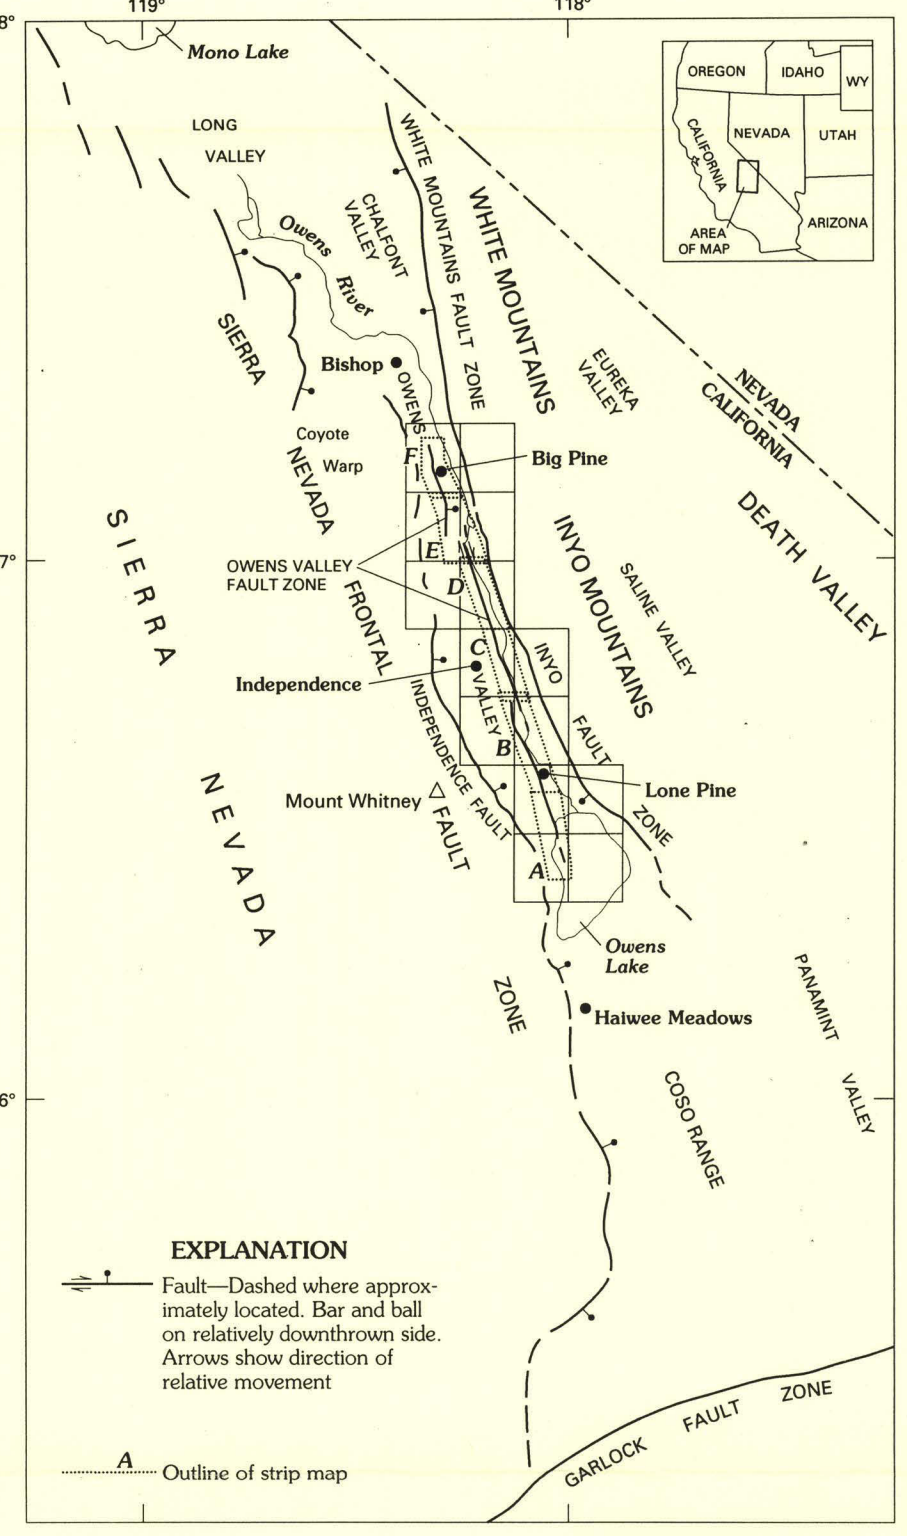 119°
118°
8°
Mono Lake
OREGON
IDAHO
WY
NEVADA
UTAH
CALIFORNIA
ARIZONA
AREA
OF MAP
LONG
VALLEY
WHITE MOUNTAINS FAULT ZONE
CHALFONT
VALLEY
WHITE MOUNTAINS
Owens
River
SIERRA
Bishop
EUREKA
VALLEY
NEVADA
CALIFORNIA
OWENS
Coyote
Warp
NEVADA
F
Big Pine
DEATH VALLEY
SIERRA
INYO MOUNTAINS
7°
OWENS VALLEY
FAULT ZONE
E
D
SALINE VALLEY
FRONTAL
C
INYO
Independence
VALLEY
INDEPENDENCE FAULT
FAULT
B
NEVADA
Mount Whitney
FAULT
Lone Pine
ZONE
A
Owens
Lake
ZONE
PANAMINT
Haiwee Meadows
6°
COSO RANGE
VALLEY
EXPLANATION
Fault—Dashed where approx-
imately located. Bar and ball
on relatively downthrown side.
Arrows show direction of
relative movement
A
Outline of strip map
GARLOCK FAULT ZONE